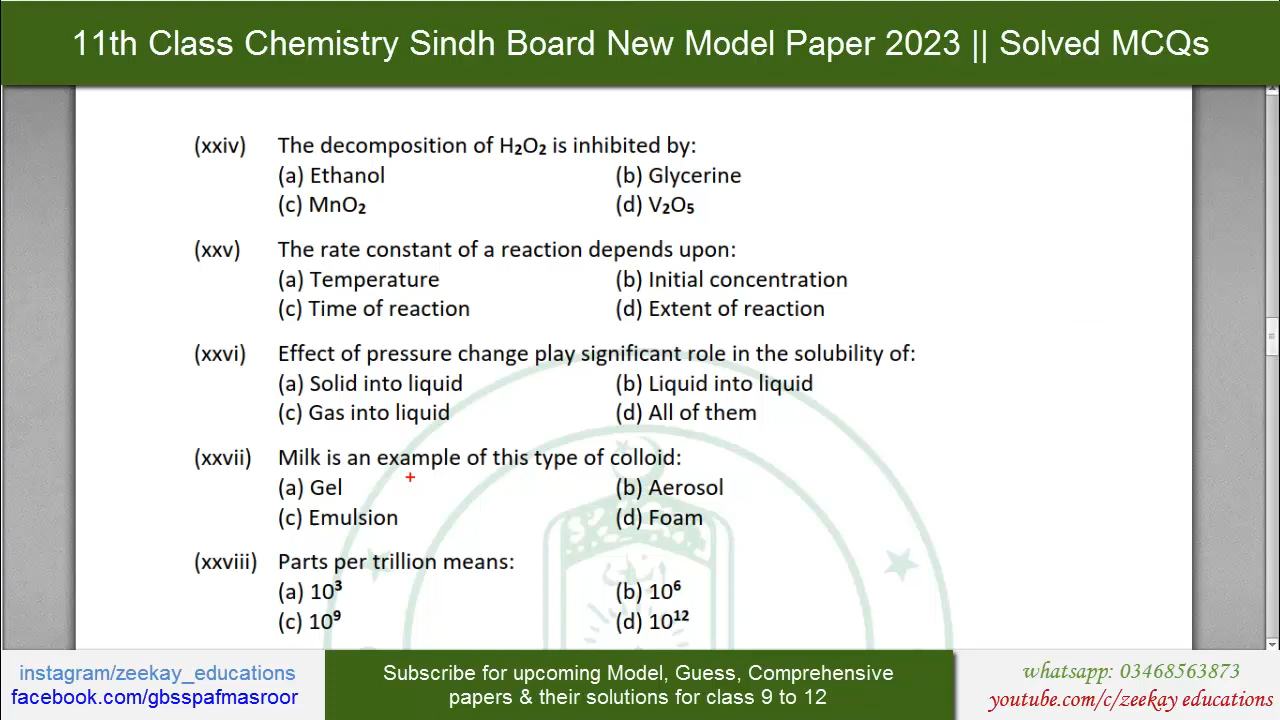 11th Class Chemistry Sindh Board New Model Paper 2023 || Solved MCQs
(xxiv) The decomposition of H₂O₂ is inhibited by:
(a) Ethanol (b) Glycerine
(c) MnO₂ (d) V₂O₅
(xxv) The rate constant of a reaction depends upon:
(a) Temperature (b) Initial concentration
(c) Time of reaction (d) Extent of reaction
(xxvi) Effect of pressure change play significant role in the solubility of:
(a) Solid into liquid (b) Liquid into liquid
(c) Gas into liquid (d) All of them
(xxvii) Milk is an example of this type of colloid:
(a) Gel (b) Aerosol
(c) Emulsion (d) Foam
(xxviii) Parts per trillion means:
(a) 10³ (b) 10⁶
(c) 10⁹ (d) 10¹²
instagram/zeekay_educations
facebook.com/gbsspafmasroor
Subscribe for upcoming Model, Guess, Comprehensive
papers & their solutions for class 9 to 12
whatsapp: 03468563873
youtube.com/c/zeekay educations